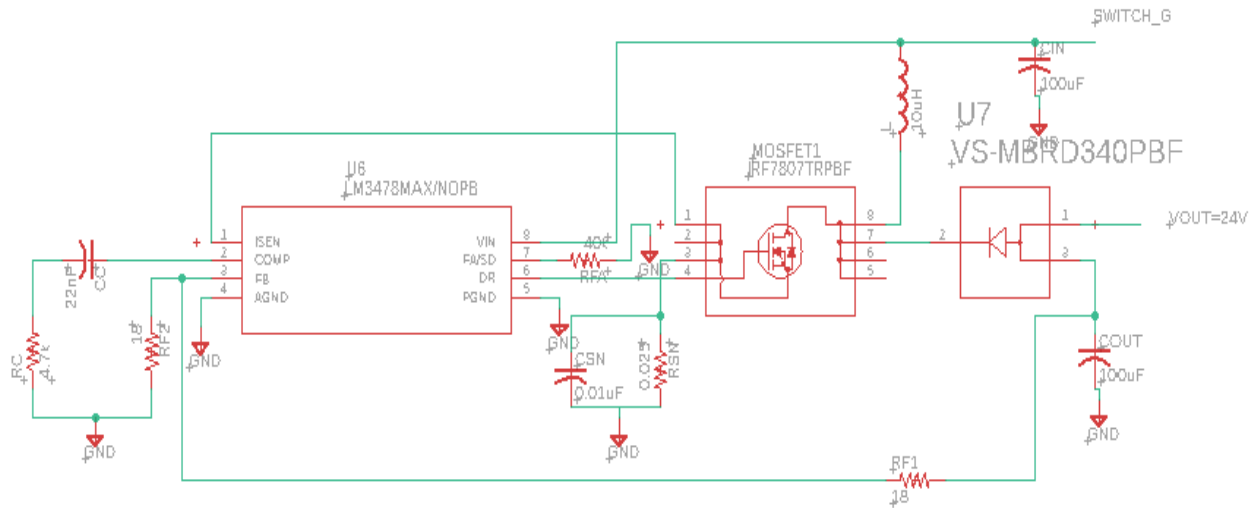 SWITCH_G
CIN
100uF
GND
L
10uH
U7
VS-MBRD340PBF
MOSFET1
IRF7807TRPBF
U6
LM3478MAX/NOPB
1 ISEN
2 COMP
3 FB
4 AGND
VIN 8
FA/SD 7
DR 6
PGND 5
40k
RFA
GND
GND
1
2
3
4
8
7
6
5
2
1
3
VOUT=24V
22nF
CC
RC
4.7k
18
RF2
GND
GND
CSN
0.01uF
0.025
RSN
GND
COUT
100uF
GND
RF1
18